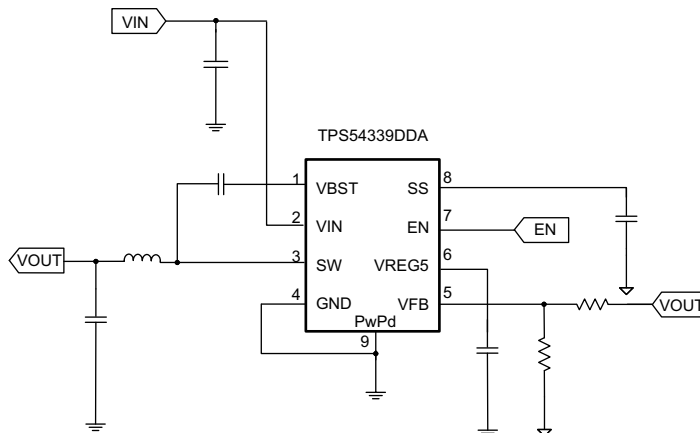 VIN
TPS54339DDA
1 VBST SS 8
2 VIN EN 7 EN
VOUT 3 SW VREG5 6
4 GND VFB 5 VOUT
PwPd
9